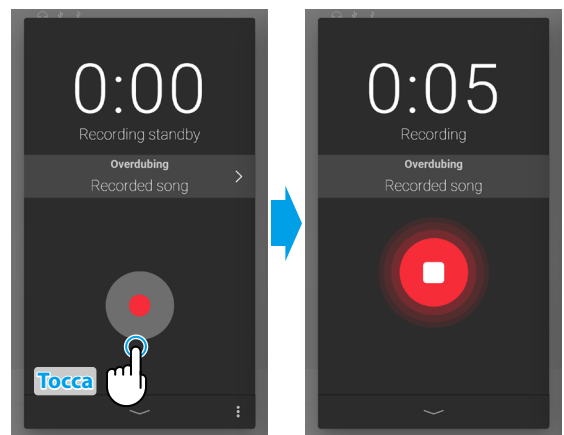 0:00
Recording standby
Overdubing
Recorded song
Tocca
0:05
Recording
Overdubing
Recorded song